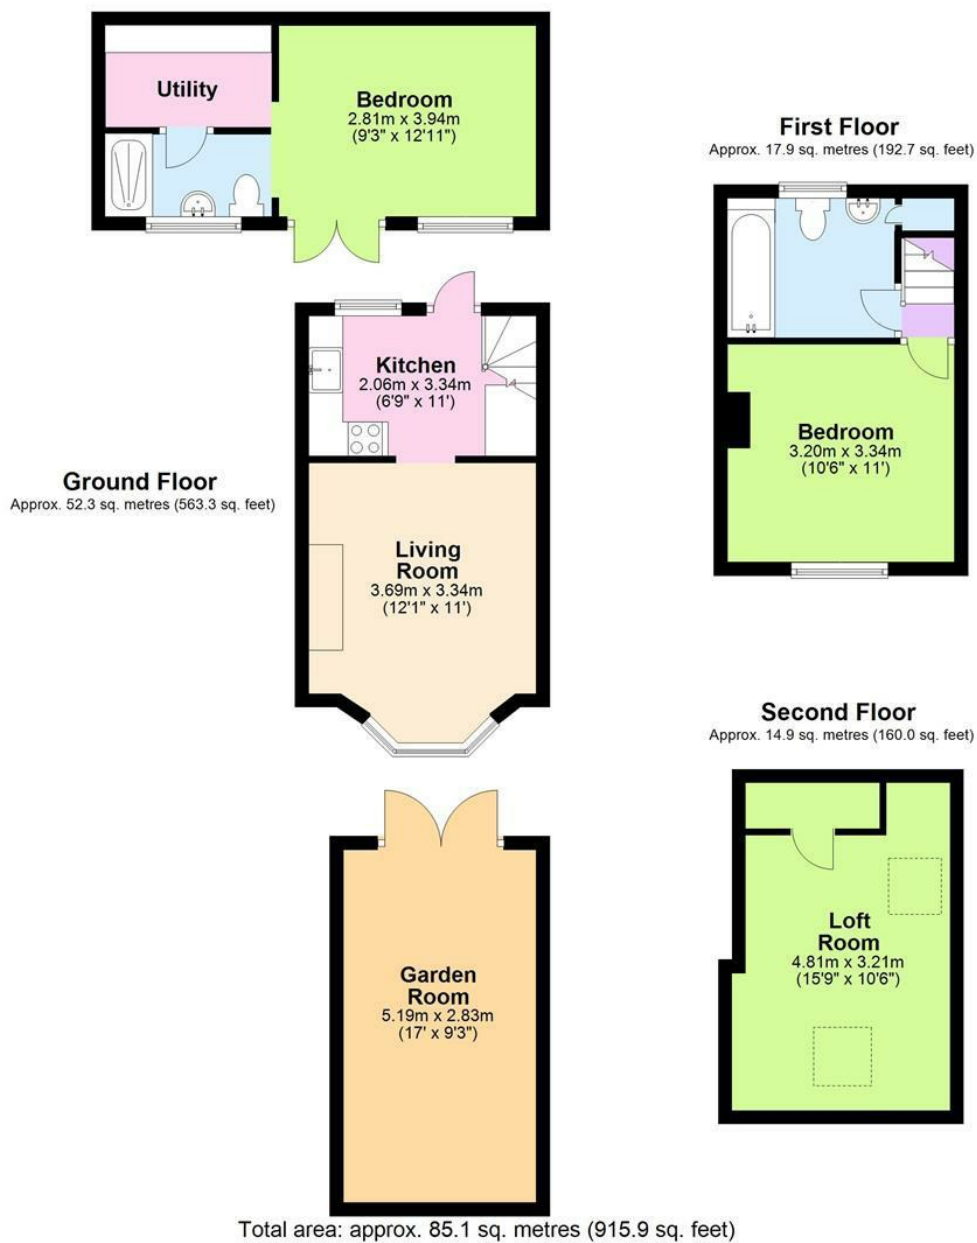 Utility
Bedroom
2.81m x 3.94m
(9'3" x 12'11")
First Floor
Approx. 17.9 sq. metres (192.7 sq. feet)
Kitchen
2.06m x 3.34m
(6'9" x 11')
Bedroom
3.20m x 3.34m
(10'6" x 11')
Ground Floor
Approx. 52.3 sq. metres (563.3 sq. feet)
Living
Room
3.69m x 3.34m
(12'1" x 11')
Second Floor
Approx. 14.9 sq. metres (160.0 sq. feet)
Loft
Room
4.81m x 3.21m
(15'9" x 10'6")
Garden
Room
5.19m x 2.83m
(17' x 9'3")
Total area: approx. 85.1 sq. metres (915.9 sq. feet)